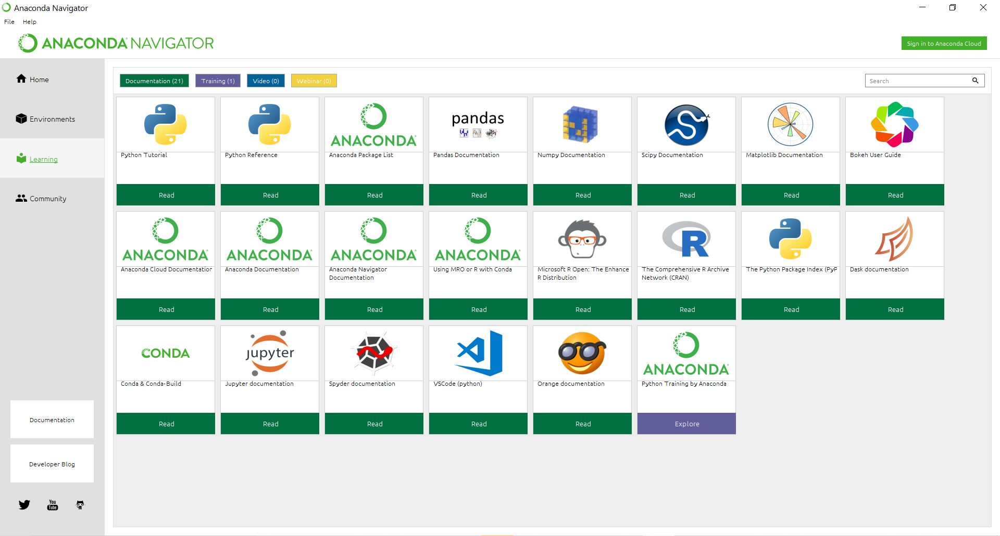 Anaconda Navigator
File Help
ANACONDA NAVIGATOR
Sign in to Anaconda Cloud
Home
Environments
Learning
Community
Documentation
Developer Blog
You
Tube
Documentation (21) Training (1) Video (0) Webinar (0) Search
ANACONDA pandas
Python Tutorial Python Reference Anaconda Package List Pandas Documentation Numpy Documentation Scipy Documentation Matplotlib Documentation Bokeh User Guide
Read Read Read Read Read Read Read Read
ANACONDA ANACONDA ANACONDA ANACONDA R
Anaconda Cloud Documentation Anaconda Documentation Anaconda Navigator Using MRO or R with Conda Microsoft R Open: The Enhance The Comprehensive R Archive The Python Package Index (PyP Dask documentation
Documentation R Distribution Network (CRAN)
Read Read Read Read Read Read Read Read
CONDA jupyter ANACONDA
Conda & Conda-Build Jupyter documentation Spyder documentation VSCode (python) Orange documentation Python Training by Anaconda
Read Read Read Read Read Explore